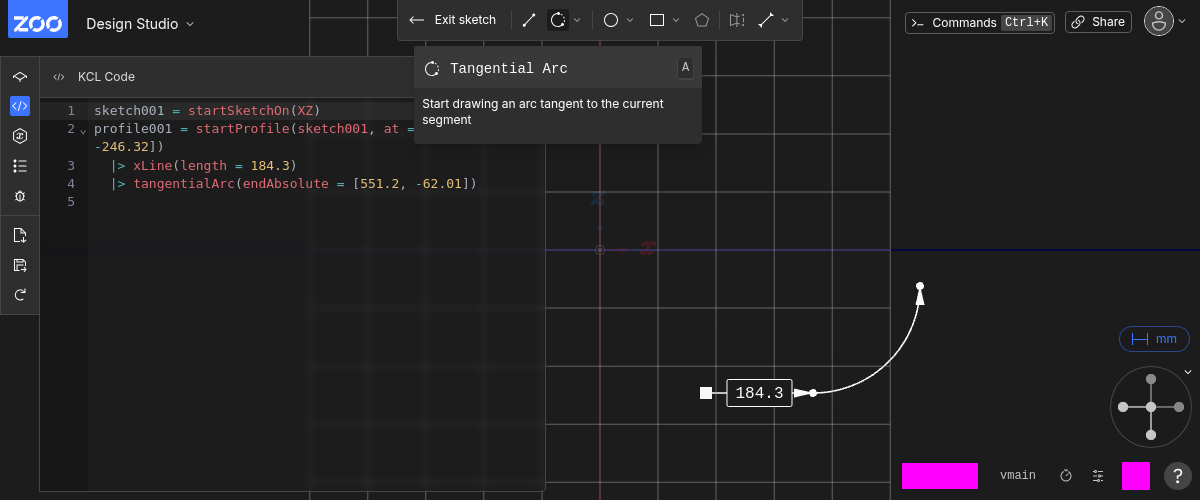 ZOO
Design Studio
Exit sketch
Commands Ctrl+K
Share
KCL Code
Tangential Arc
A
Start drawing an arc tangent to the current
segment
1 sketch001 = startSketchOn(XZ)
2 profile001 = startProfile(sketch001, at =
-246.32])
3 |> xLine(length = 184.3)
4 |> tangentialArc(endAbsolute = [551.2, -62.01])
5
z
x
mm
184.3
vmain
?